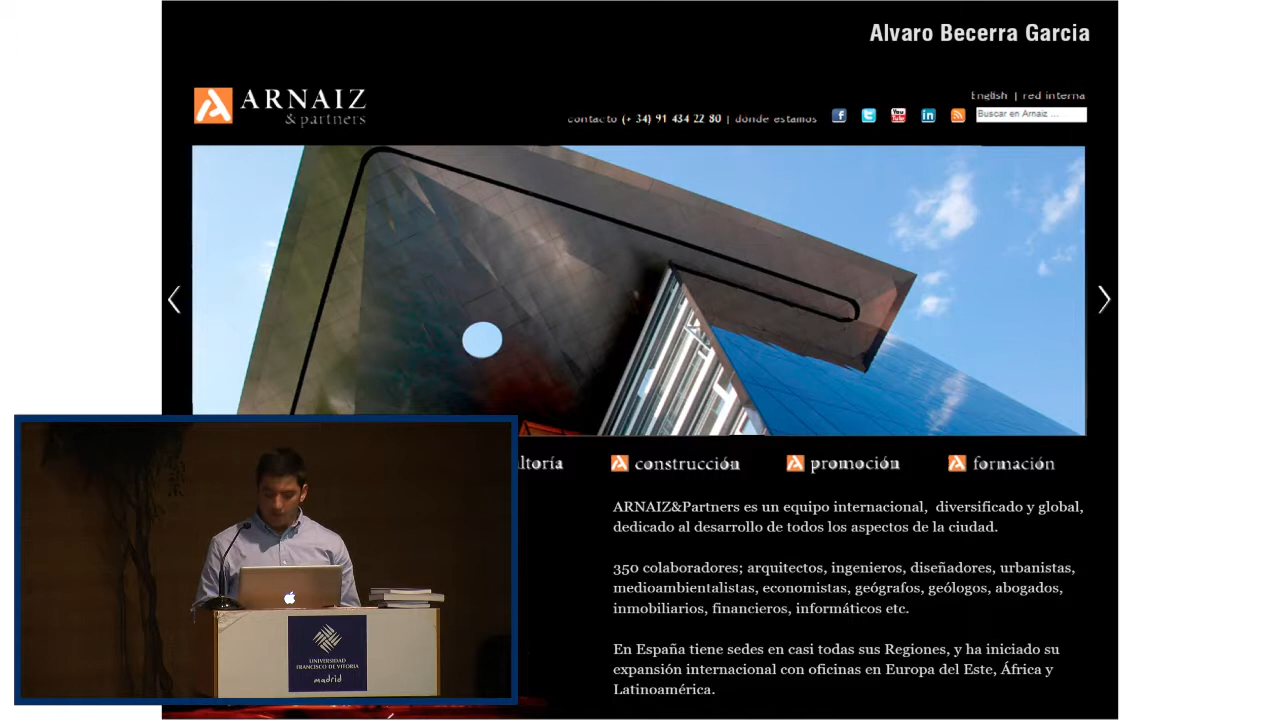 Alvaro Becerra Garcia
English | red interna
ARNAIZ
& partners
contacto (+ 34) 91 434 22 80 | dónde estamos
Buscar en Arnaiz ...
You
Tube
ltoría
construcción
promoción
formación
ARNAIZ&Partners es un equipo internacional, diversificado y global,
dedicado al desarrollo de todos los aspectos de la ciudad.
350 colaboradores; arquitectos, ingenieros, diseñadores, urbanistas,
medioambientalistas, economistas, geógrafos, geólogos, abogados,
inmobiliarios, financieros, informáticos etc.
En España tiene sedes en casi todas sus Regiones, y ha iniciado su
expansión internacional con oficinas en Europa del Este, África y
Latinoamérica.
UNIVERSIDAD
FRANCISCO DE VITORIA
madrid